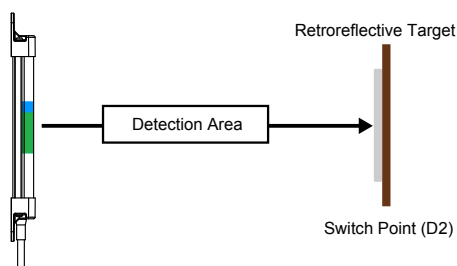 Retroreflective Target
Detection Area
Switch Point (D2)